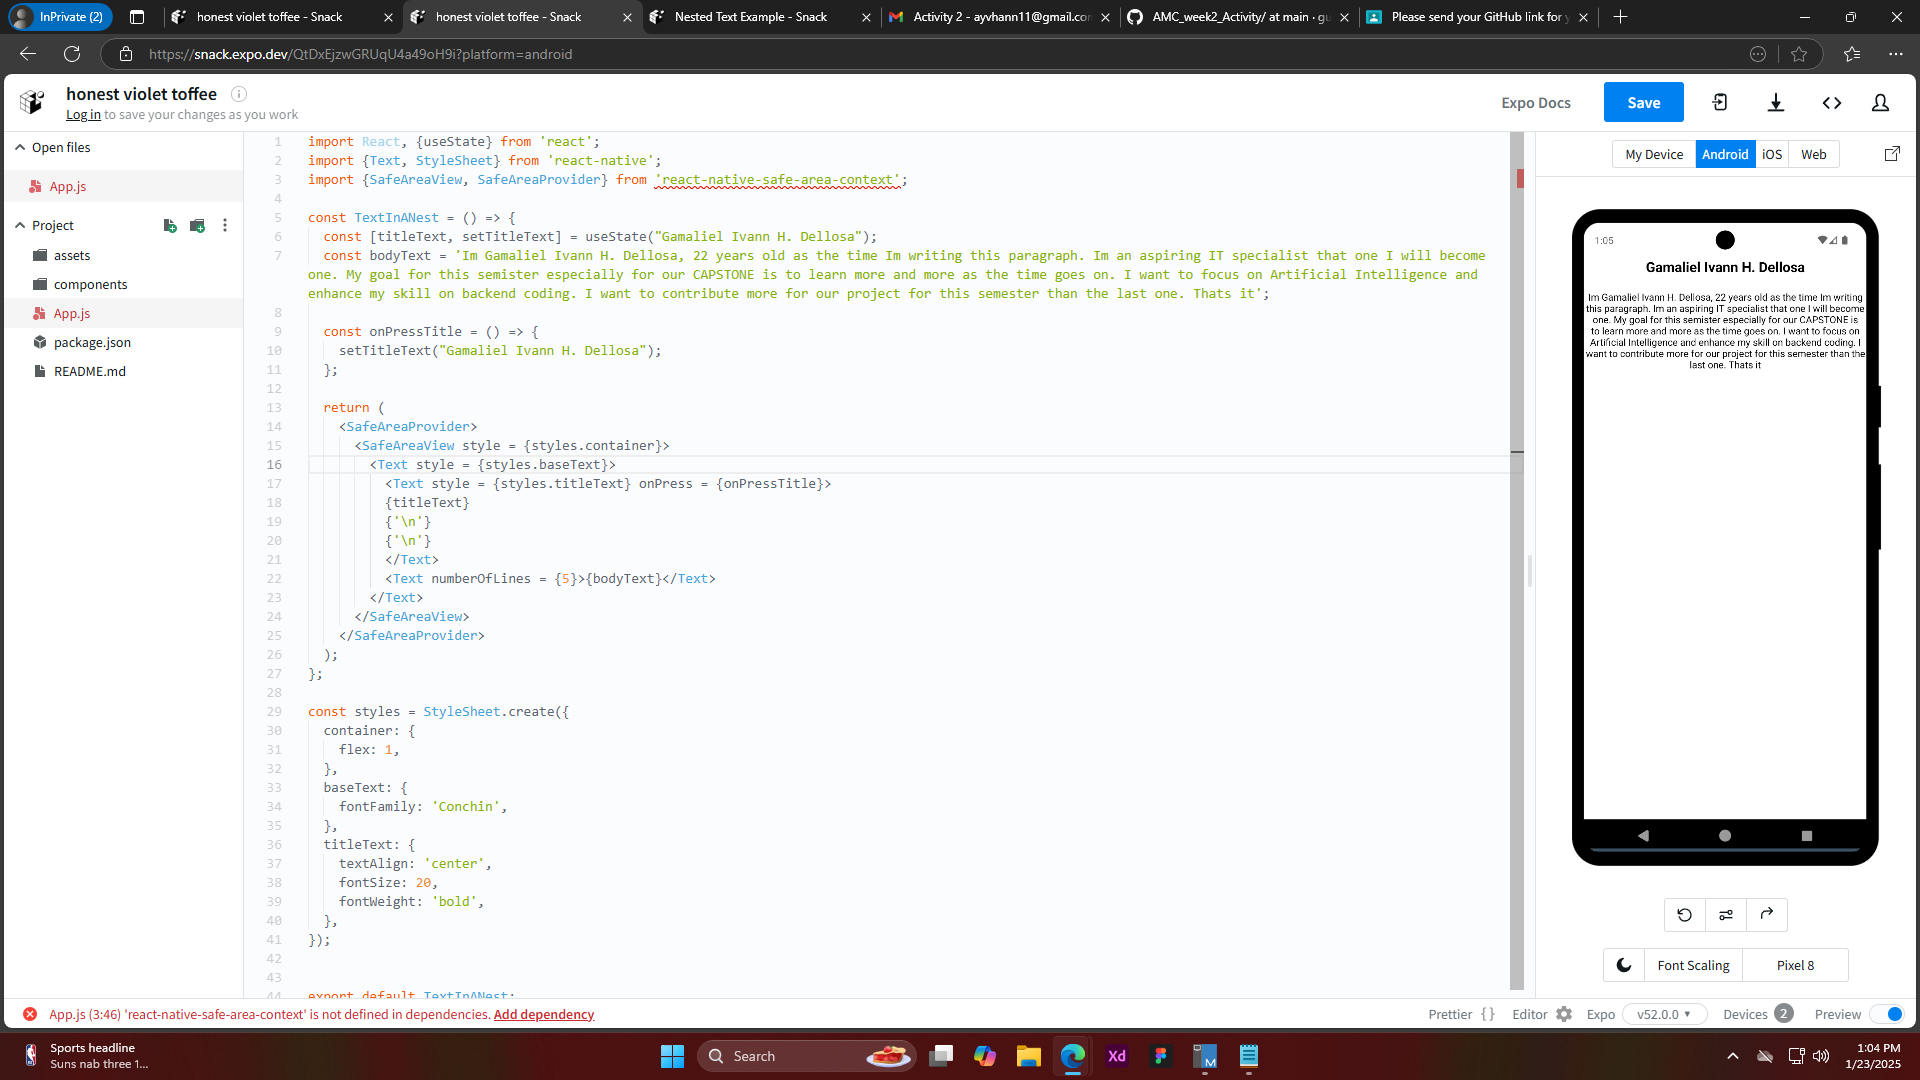 InPrivate (2)
honest violet toffee - Snack
honest violet toffee - Snack
Nested Text Example - Snack
Activity 2 - ayvhann11@gmail.con
AMC_week2_Activity/ at main · gu
Please send your GitHub link for y
https://snack.expo.dev/QtDxEjzwGRUqU4a49oH9i?platform=android
honest violet toffee
Log in to save your changes as you work
Expo Docs
Save
Open files
App.js
Project
assets
components
App.js
package.json
README.md
1 import React, {useState} from 'react';
2 import {Text, StyleSheet} from 'react-native';
3 import {SafeAreaView, SafeAreaProvider} from 'react-native-safe-area-context';
4
5 const TextInANest = () => {
6 const [titleText, setTitleText] = useState("Gamaliel Ivann H. Dellosa");
7 const bodyText = 'Im Gamaliel Ivann H. Dellosa, 22 years old as the time Im writing this paragraph. Im an aspiring IT specialist that one I will become
one. My goal for this semister especially for our CAPSTONE is to learn more and more as the time goes on. I want to focus on Artificial Intelligence and
enhance my skill on backend coding. I want to contribute more for our project for this semester than the last one. Thats it';
8
9 const onPressTitle = () => {
10 setTitleText("Gamaliel Ivann H. Dellosa");
11 };
12
13 return (
14 <SafeAreaProvider>
15 <SafeAreaView style = {styles.container}>
16 <Text style = {styles.baseText}>
17 <Text style = {styles.titleText} onPress = {onPressTitle}>
18 {titleText}
19 {'\n'}
20 {'\n'}
21 </Text>
22 <Text numberOfLines = {5}>{bodyText}</Text>
23 </Text>
24 </SafeAreaView>
25 </SafeAreaProvider>
26 );
27 };
28
29 const styles = StyleSheet.create({
30 container: {
31 flex: 1,
32 },
33 baseText: {
34 fontFamily: 'Conchin',
35 },
36 titleText: {
37 textAlign: 'center',
38 fontSize: 20,
39 fontWeight: 'bold',
40 },
41 });
42
43
44 export default TextInANest;
My Device
Android
iOS
Web
1:05
Gamaliel Ivann H. Dellosa
Im Gamaliel Ivann H. Dellosa, 22 years old as the time Im writing
this paragraph. Im an aspiring IT specialist that one I will become
one. My goal for this semister especially for our CAPSTONE is
to learn more and more as the time goes on. I want to focus on
Artificial Intelligence and enhance my skill on backend coding. I
want to contribute more for our project for this semester than the
last one. Thats it
Font Scaling
Pixel 8
App.js (3:46) 'react-native-safe-area-context' is not defined in dependencies. Add dependency
Prettier {}
Editor
Expo
v52.0.0
Devices 2
Preview
Sports headline
Suns nab three 1...
Search
Xd
M
1:04 PM
1/23/2025